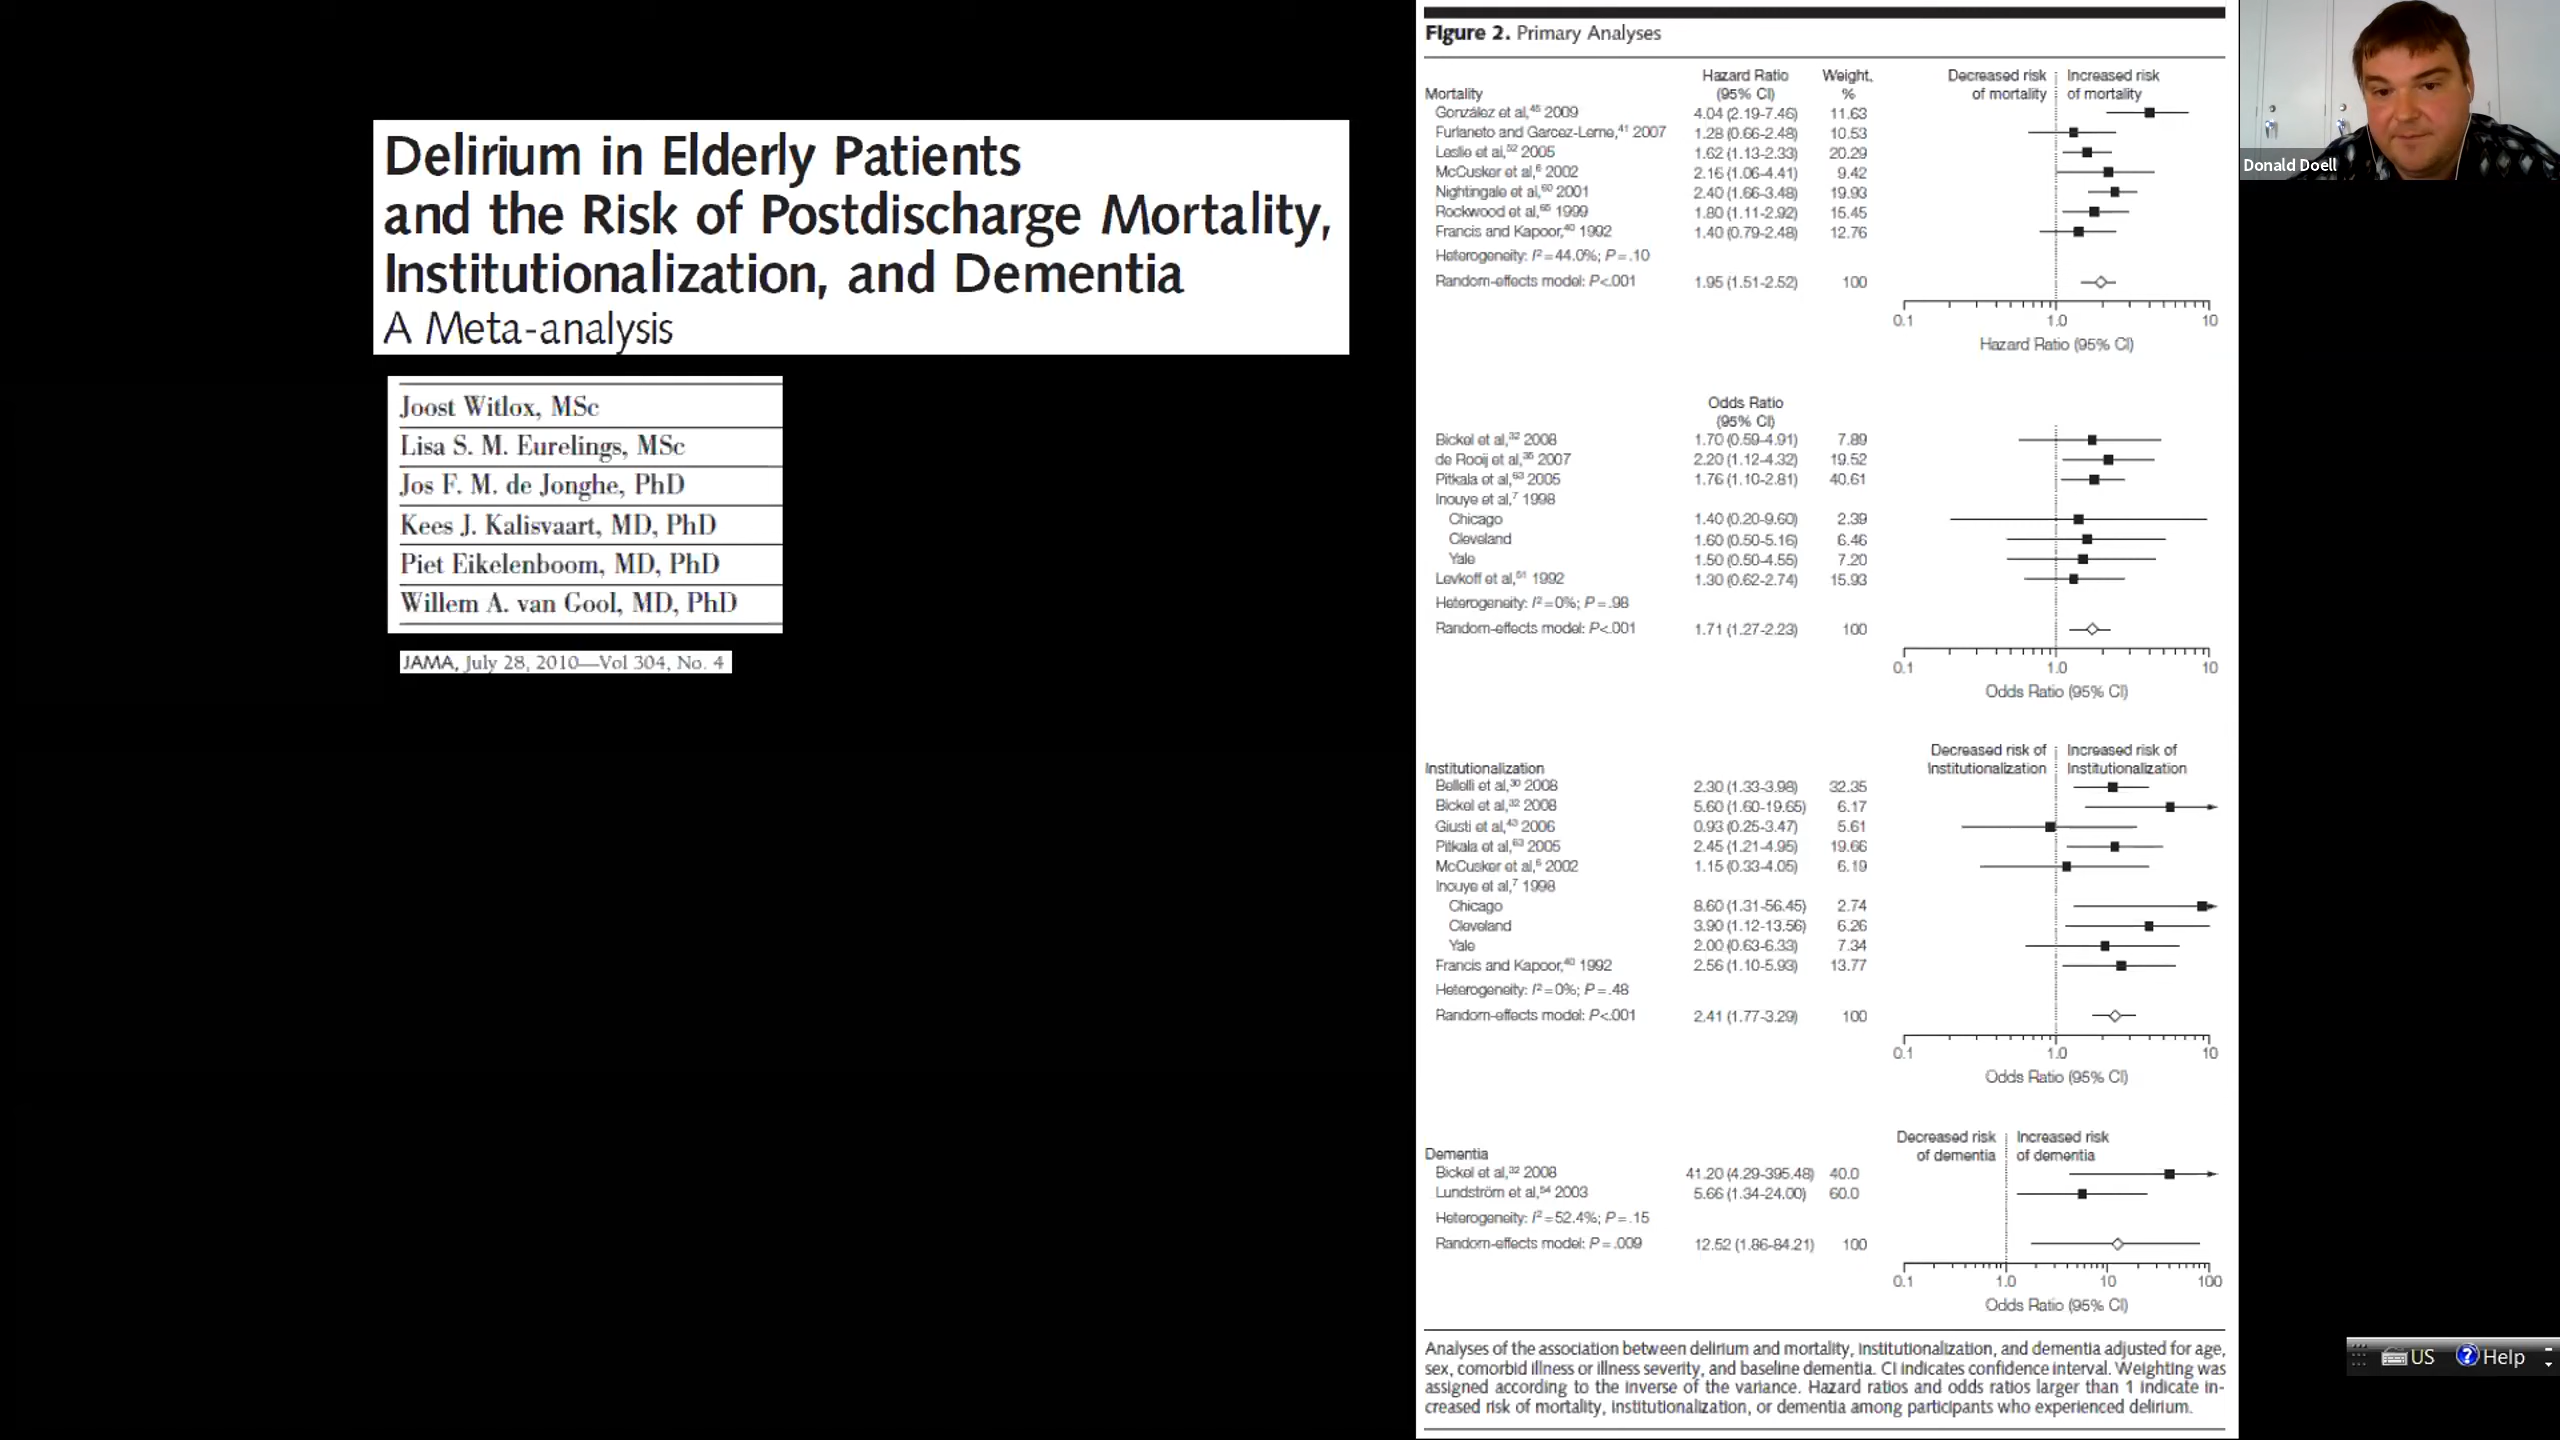 Delirium in Elderly Patients
and the Risk of Postdischarge Mortality,
Institutionalization, and Dementia
A Meta-analysis
Joost Witlox, MSc
Lisa S. M. Eurelings, MSc
Jos F. M. de Jonghe, PhD
Kees J. Kalisvaart, MD, PhD
Piet Eikelenboom, MD, PhD
Willem A. van Gool, MD, PhD
JAMA, July 28, 2010—Vol 304, No. 4
Figure 2. Primary Analyses
Hazard Ratio Weight, Decreased risk Increased risk
Mortality (95% CI) % of mortality of mortality
González et al,45 2009 4.04 (2.19-7.46) 11.63
Furlaneto and Garcez-Leme,41 2007 1.28 (0.66-2.48) 10.53
Leslie et al,52 2005 1.62 (1.13-2.33) 20.29
McCusker et al,6 2002 2.16 (1.06-4.41) 9.42
Nightingale et al,60 2001 2.40 (1.66-3.48) 19.93
Rockwood et al,65 1999 1.80 (1.11-2.92) 15.45
Francis and Kapoor,40 1992 1.40 (0.79-2.48) 12.76
Heterogeneity: I2=44.0%; P=.10
Random-effects model: P<.001 1.95 (1.51-2.52) 100
0.1 1.0 10
Hazard Ratio (95% CI)
Odds Ratio
(95% CI)
Bickel et al,32 2008 1.70 (0.59-4.91) 7.89
de Rooij et al,35 2007 2.20 (1.12-4.32) 19.52
Pitkala et al,63 2005 1.76 (1.10-2.81) 40.61
Inouye et al,7 1998
Chicago 1.40 (0.20-9.60) 2.39
Cleveland 1.60 (0.50-5.16) 6.46
Yale 1.50 (0.50-4.55) 7.20
Levkoff et al,51 1992 1.30 (0.62-2.74) 15.93
Heterogeneity: I2=0%; P=.98
Random-effects model: P<.001 1.71 (1.27-2.23) 100
0.1 1.0 10
Odds Ratio (95% CI)
Decreased risk of Increased risk of
Institutionalization Institutionalization Institutionalization
Bellelli et al,30 2008 2.30 (1.33-3.98) 32.35
Bickel et al,32 2008 5.60 (1.60-19.65) 6.17
Giusti et al,43 2006 0.93 (0.25-3.47) 5.61
Pitkala et al,63 2005 2.45 (1.21-4.95) 19.66
McCusker et al,6 2002 1.15 (0.33-4.05) 6.19
Inouye et al,7 1998
Chicago 8.60 (1.31-56.45) 2.74
Cleveland 3.90 (1.12-13.56) 6.26
Yale 2.00 (0.63-6.33) 7.34
Francis and Kapoor,40 1992 2.56 (1.10-5.93) 13.77
Heterogeneity: I2=0%; P=.48
Random-effects model: P<.001 2.41 (1.77-3.29) 100
0.1 1.0 10
Odds Ratio (95% CI)
Decreased risk Increased risk
Dementia of dementia of dementia
Bickel et al,32 2008 41.20 (4.29-395.48) 40.0
Lundström et al,54 2003 5.66 (1.34-24.00) 60.0
Heterogeneity: I2=52.4%; P=.15
Random-effects model: P=.009 12.52 (1.86-84.21) 100
0.1 1.0 10 100
Odds Ratio (95% CI)
Analyses of the association between delirium and mortality, institutionalization, and dementia adjusted for age,
sex, comorbid illness or illness severity, and baseline dementia. CI indicates confidence interval. Weighting was
assigned according to the inverse of the variance. Hazard ratios and odds ratios larger than 1 indicate in-
creased risk of mortality, institutionalization, or dementia among participants who experienced delirium.
Donald Doell
US Help